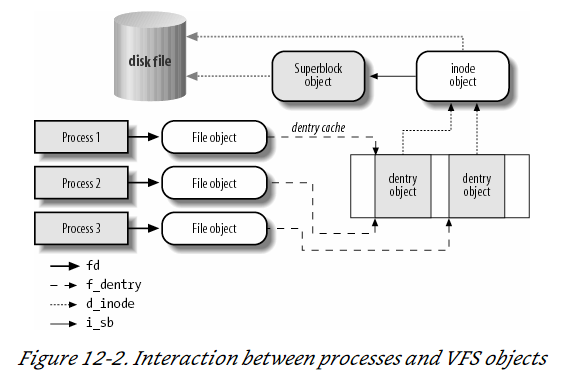 disk file
Superblock
object
inode
object
Process 1
File object
dentry cache
Process 2
File object
dentry
object
dentry
object
Process 3
File object
fd
f_dentry
d_inode
i_sb
Figure 12-2. Interaction between processes and VFS objects